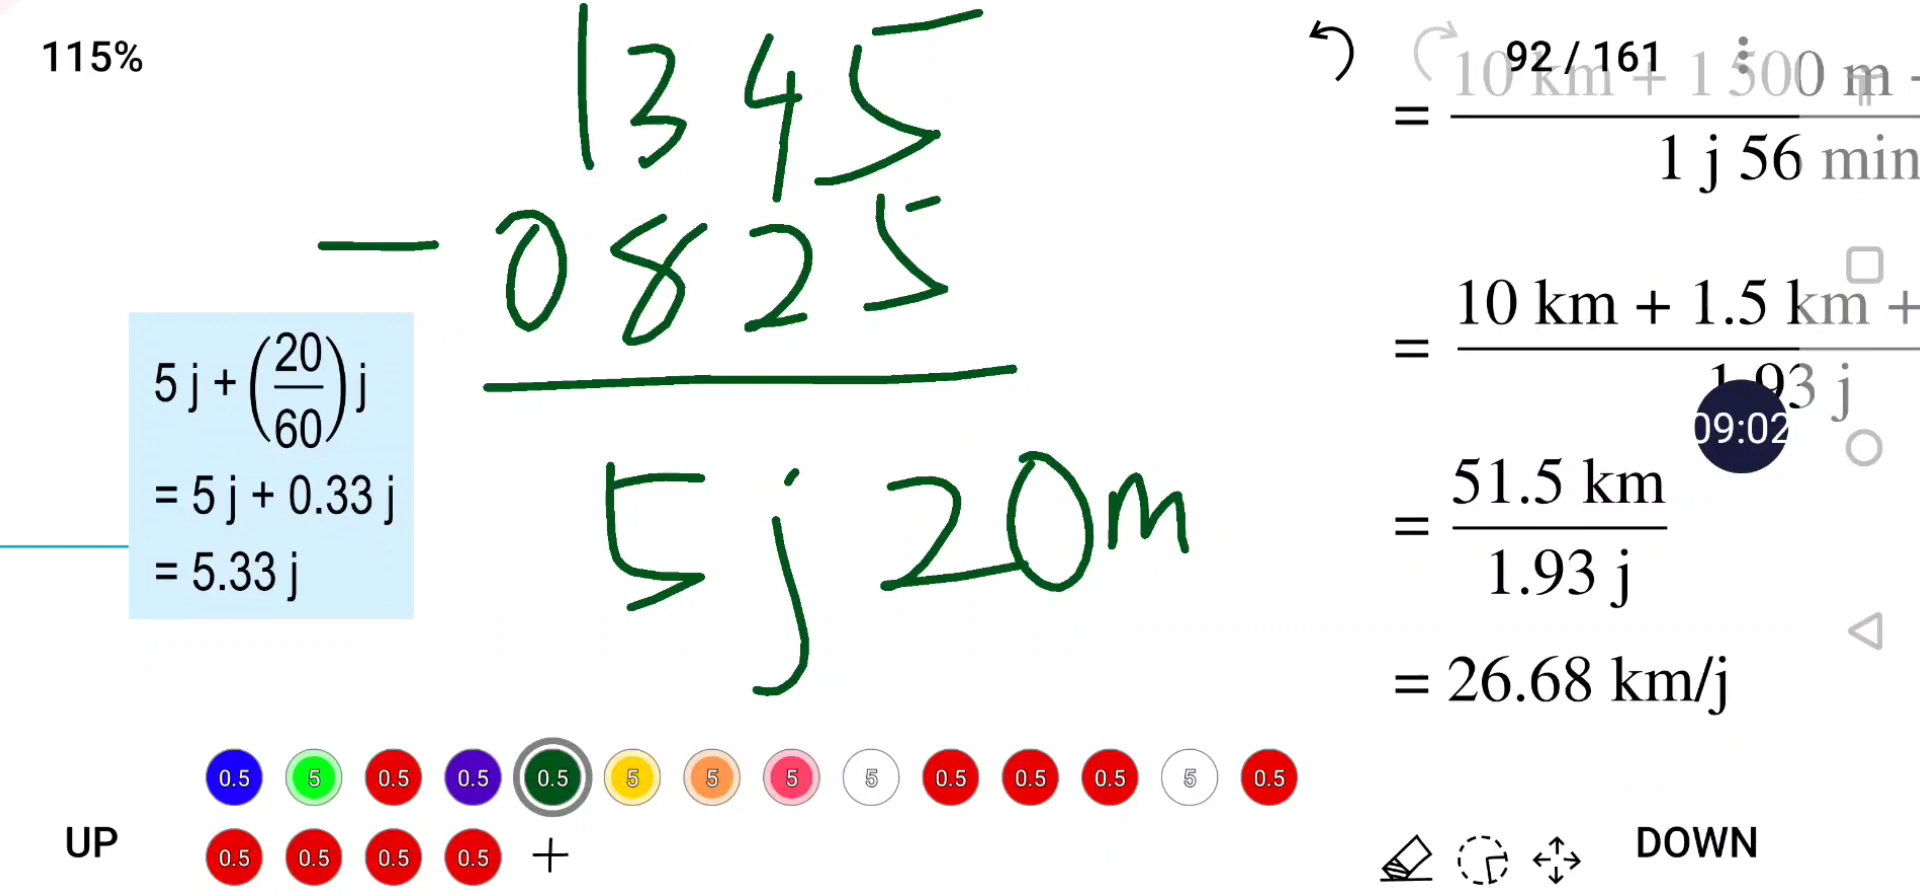 115%
1345
- 0825
5 j 20m
5 j + (20/60) j
= 5 j + 0.33 j
= 5.33 j
92 / 161
= 10 km + 1 500 m +
1 j 56 min
= 10 km + 1.5 km +
1.93 j
09:02
= 51.5 km
1.93 j
= 26.68 km/j
0.5 5 0.5 0.5 0.5 5 5 5 5 0.5 0.5 0.5 5 0.5
UP 0.5 0.5 0.5 0.5 + DOWN